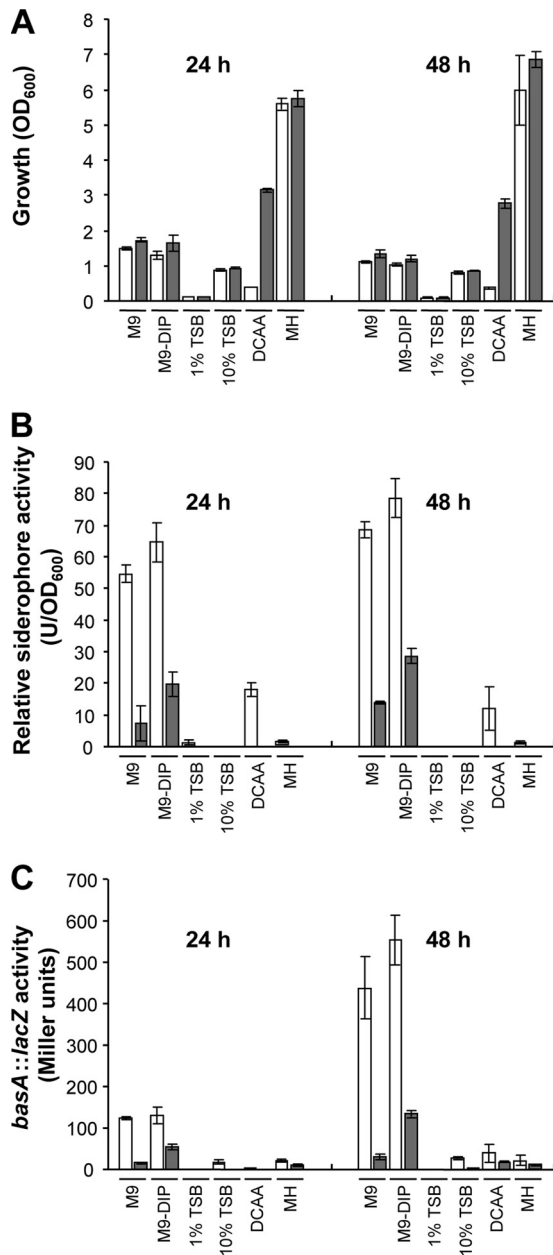 A
Growth (OD600)
8
7
6
5
4
3
2
1
0
24 h
48 h
M9
M9-DIP
1% TSB
10% TSB
DCAA
MH
M9
M9-DIP
1% TSB
10% TSB
DCAA
MH
B
Relative siderophore activity
(U/OD600)
90
80
70
60
50
40
30
20
10
0
24 h
48 h
M9
M9-DIP
1% TSB
10% TSB
DCAA
MH
M9
M9-DIP
1% TSB
10% TSB
DCAA
MH
C
basA::lacZ activity
(Miller units)
700
600
500
400
300
200
100
0
24 h
48 h
M9
M9-DIP
1% TSB
10% TSB
DCAA
MH
M9
M9-DIP
1% TSB
10% TSB
DCAA
MH